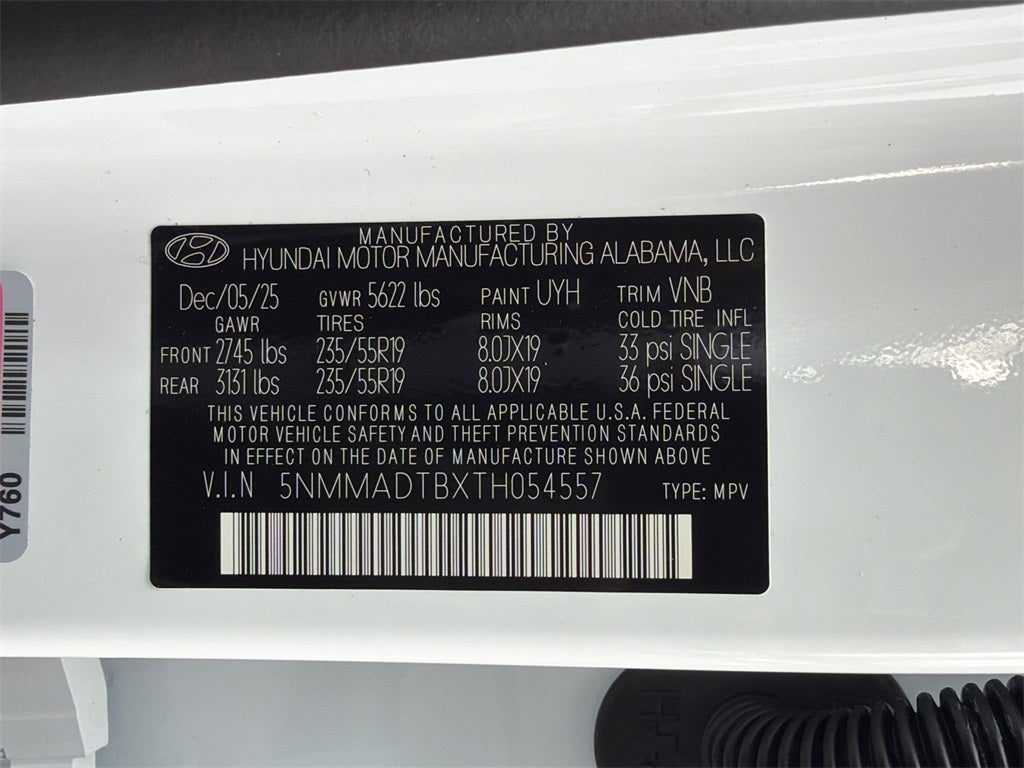 MANUFACTURED BY
HYUNDAI MOTOR MANUFACTURING ALABAMA, LLC
Dec/05/25 GVWR 5622 lbs PAINT UYH TRIM VNB
GAWR TIRES RIMS COLD TIRE INFL
FRONT 2745 lbs 235/55R19 8.0JX19 33 psi SINGLE
REAR 3131 lbs 235/55R19 8.0JX19 36 psi SINGLE
THIS VEHICLE CONFORMS TO ALL APPLICABLE U.S.A. FEDERAL
MOTOR VEHICLE SAFETY AND THEFT PREVENTION STANDARDS
IN EFFECT ON THE DATE OF MANUFACTURE SHOWN ABOVE
V.I.N 5NMMADTBXTH054557 TYPE: MPV
Y760